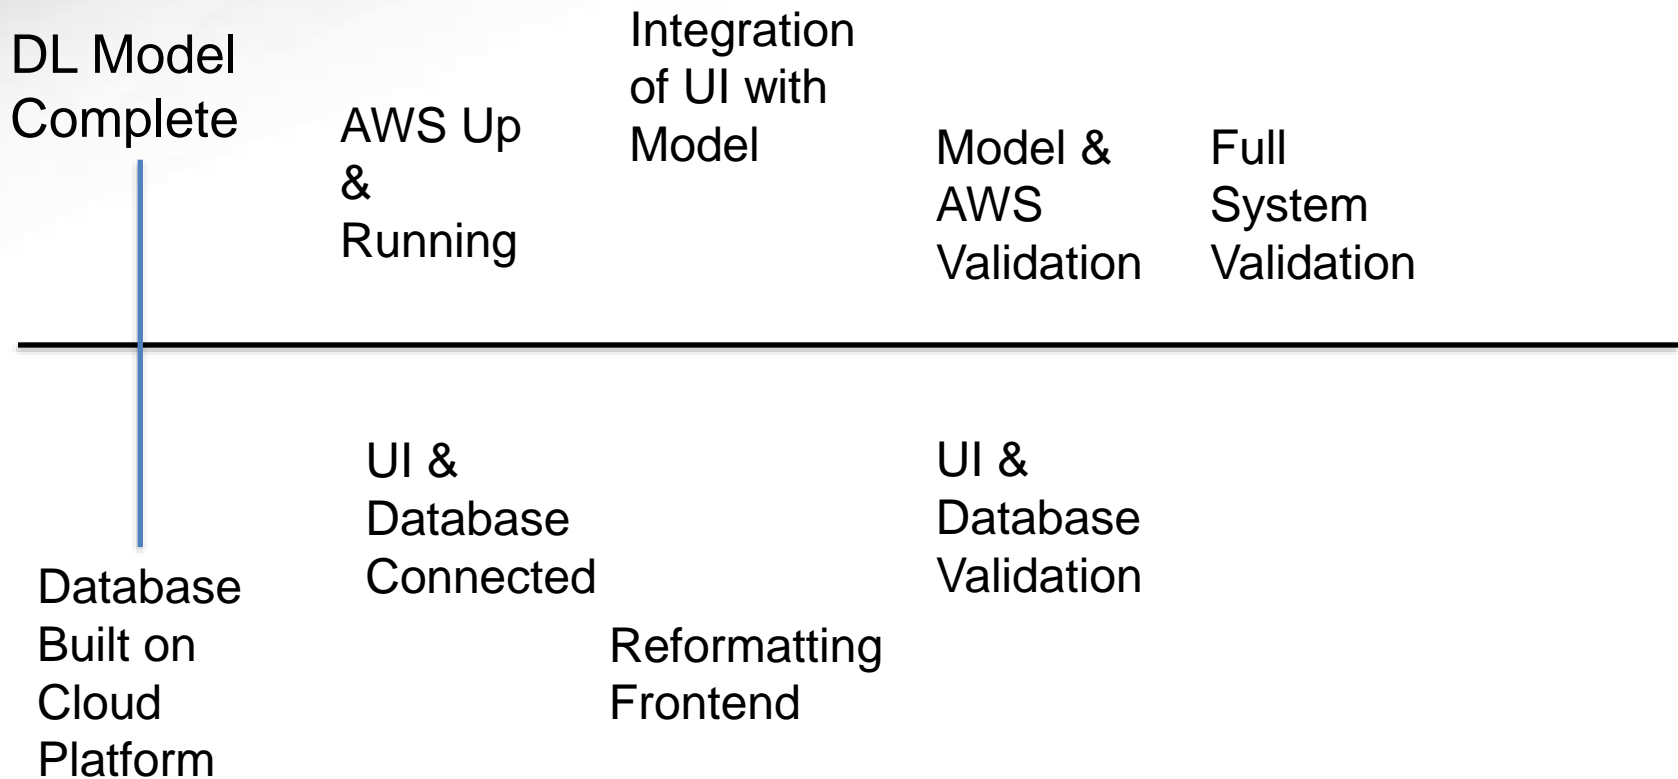 DL Model
Complete
AWS Up
&
Running
Integration
of UI with
Model
Model &
AWS
Validation
Full
System
Validation
Database
Built on
Cloud
Platform
UI &
Database
Connected
Reformatting
Frontend
UI &
Database
Validation